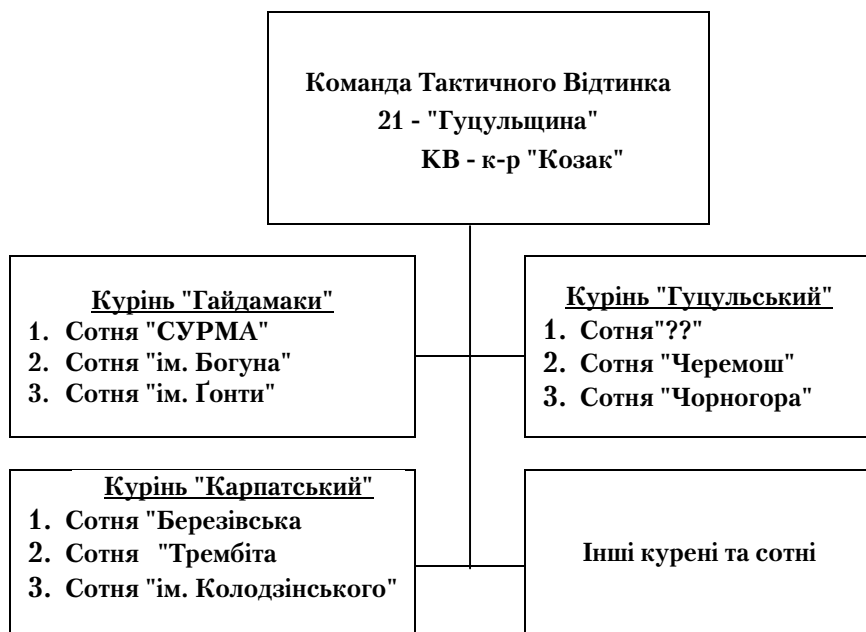 Команда Тактичного Відтинка
21 - "Гуцульщина"
КВ - к-р "Козак"
Курінь "Гайдамаки"
1. Сотня "СУРМА"
2. Сотня "ім. Богуна"
3. Сотня "ім. Ґонти"
Курінь "Гуцульський"
1. Сотня"??"
2. Сотня "Черемош"
3. Сотня "Чорногора"
Курінь "Карпатський"
1. Сотня "Березівська
2. Сотня "Трембіта
3. Сотня "ім. Колодзінського"
Інші курені та сотні